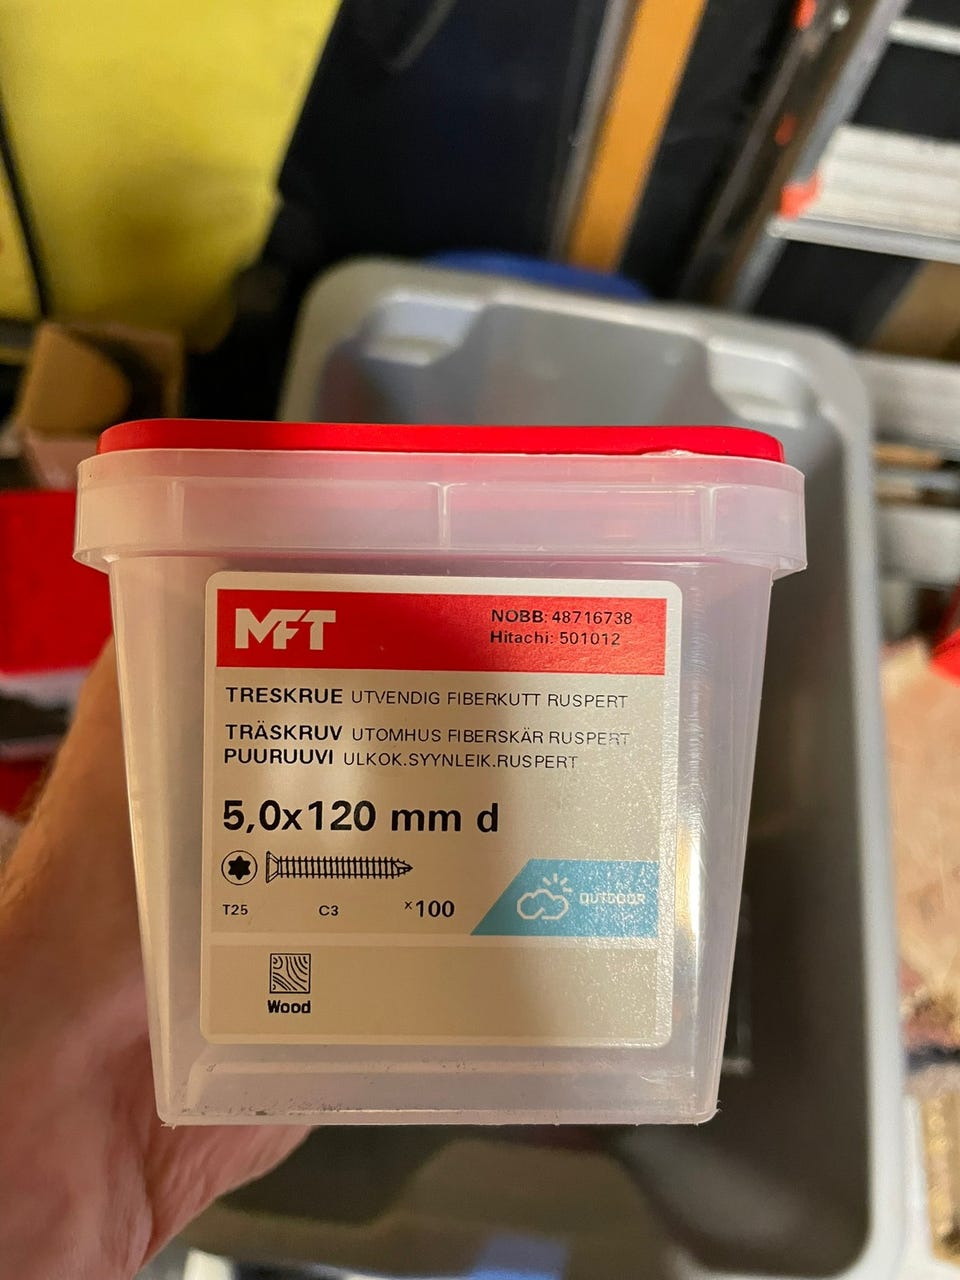 MFT
NOBB: 48716738
Hitachi: 501012
TRESKRUE UTVENDIG FIBERKUTT RUSPERT
TRÄSKRUV UTOMHUS FIBERSKÄR RUSPERT
PUURUUVI ULKOK.SYYNLEIK.RUSPERT
5,0x120 mm d
T25 C3 x100
OUTDOOR
Wood